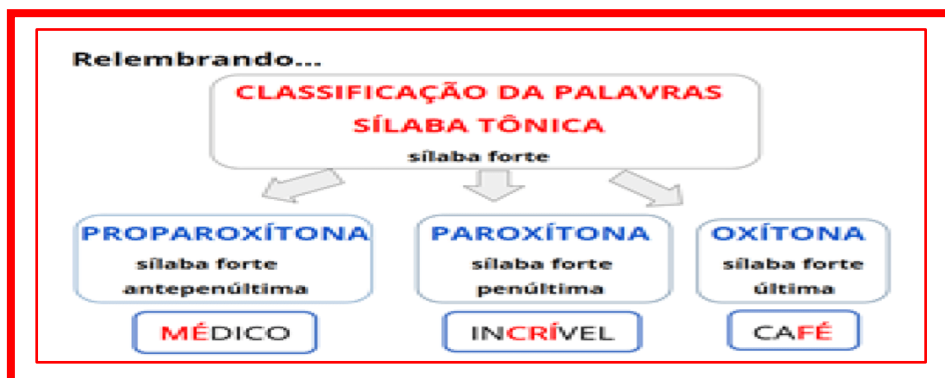 Relembrando...
CLASSIFICAÇÃO DA PALAVRAS
SÍLABA TÔNICA
sílaba forte
PROPAROXÍTONA
sílaba forte
antepenúltima
MÉDICO
PAROXÍTONA
sílaba forte
penúltima
INCRÍVEL
OXÍTONA
sílaba forte
última
CAFÉ